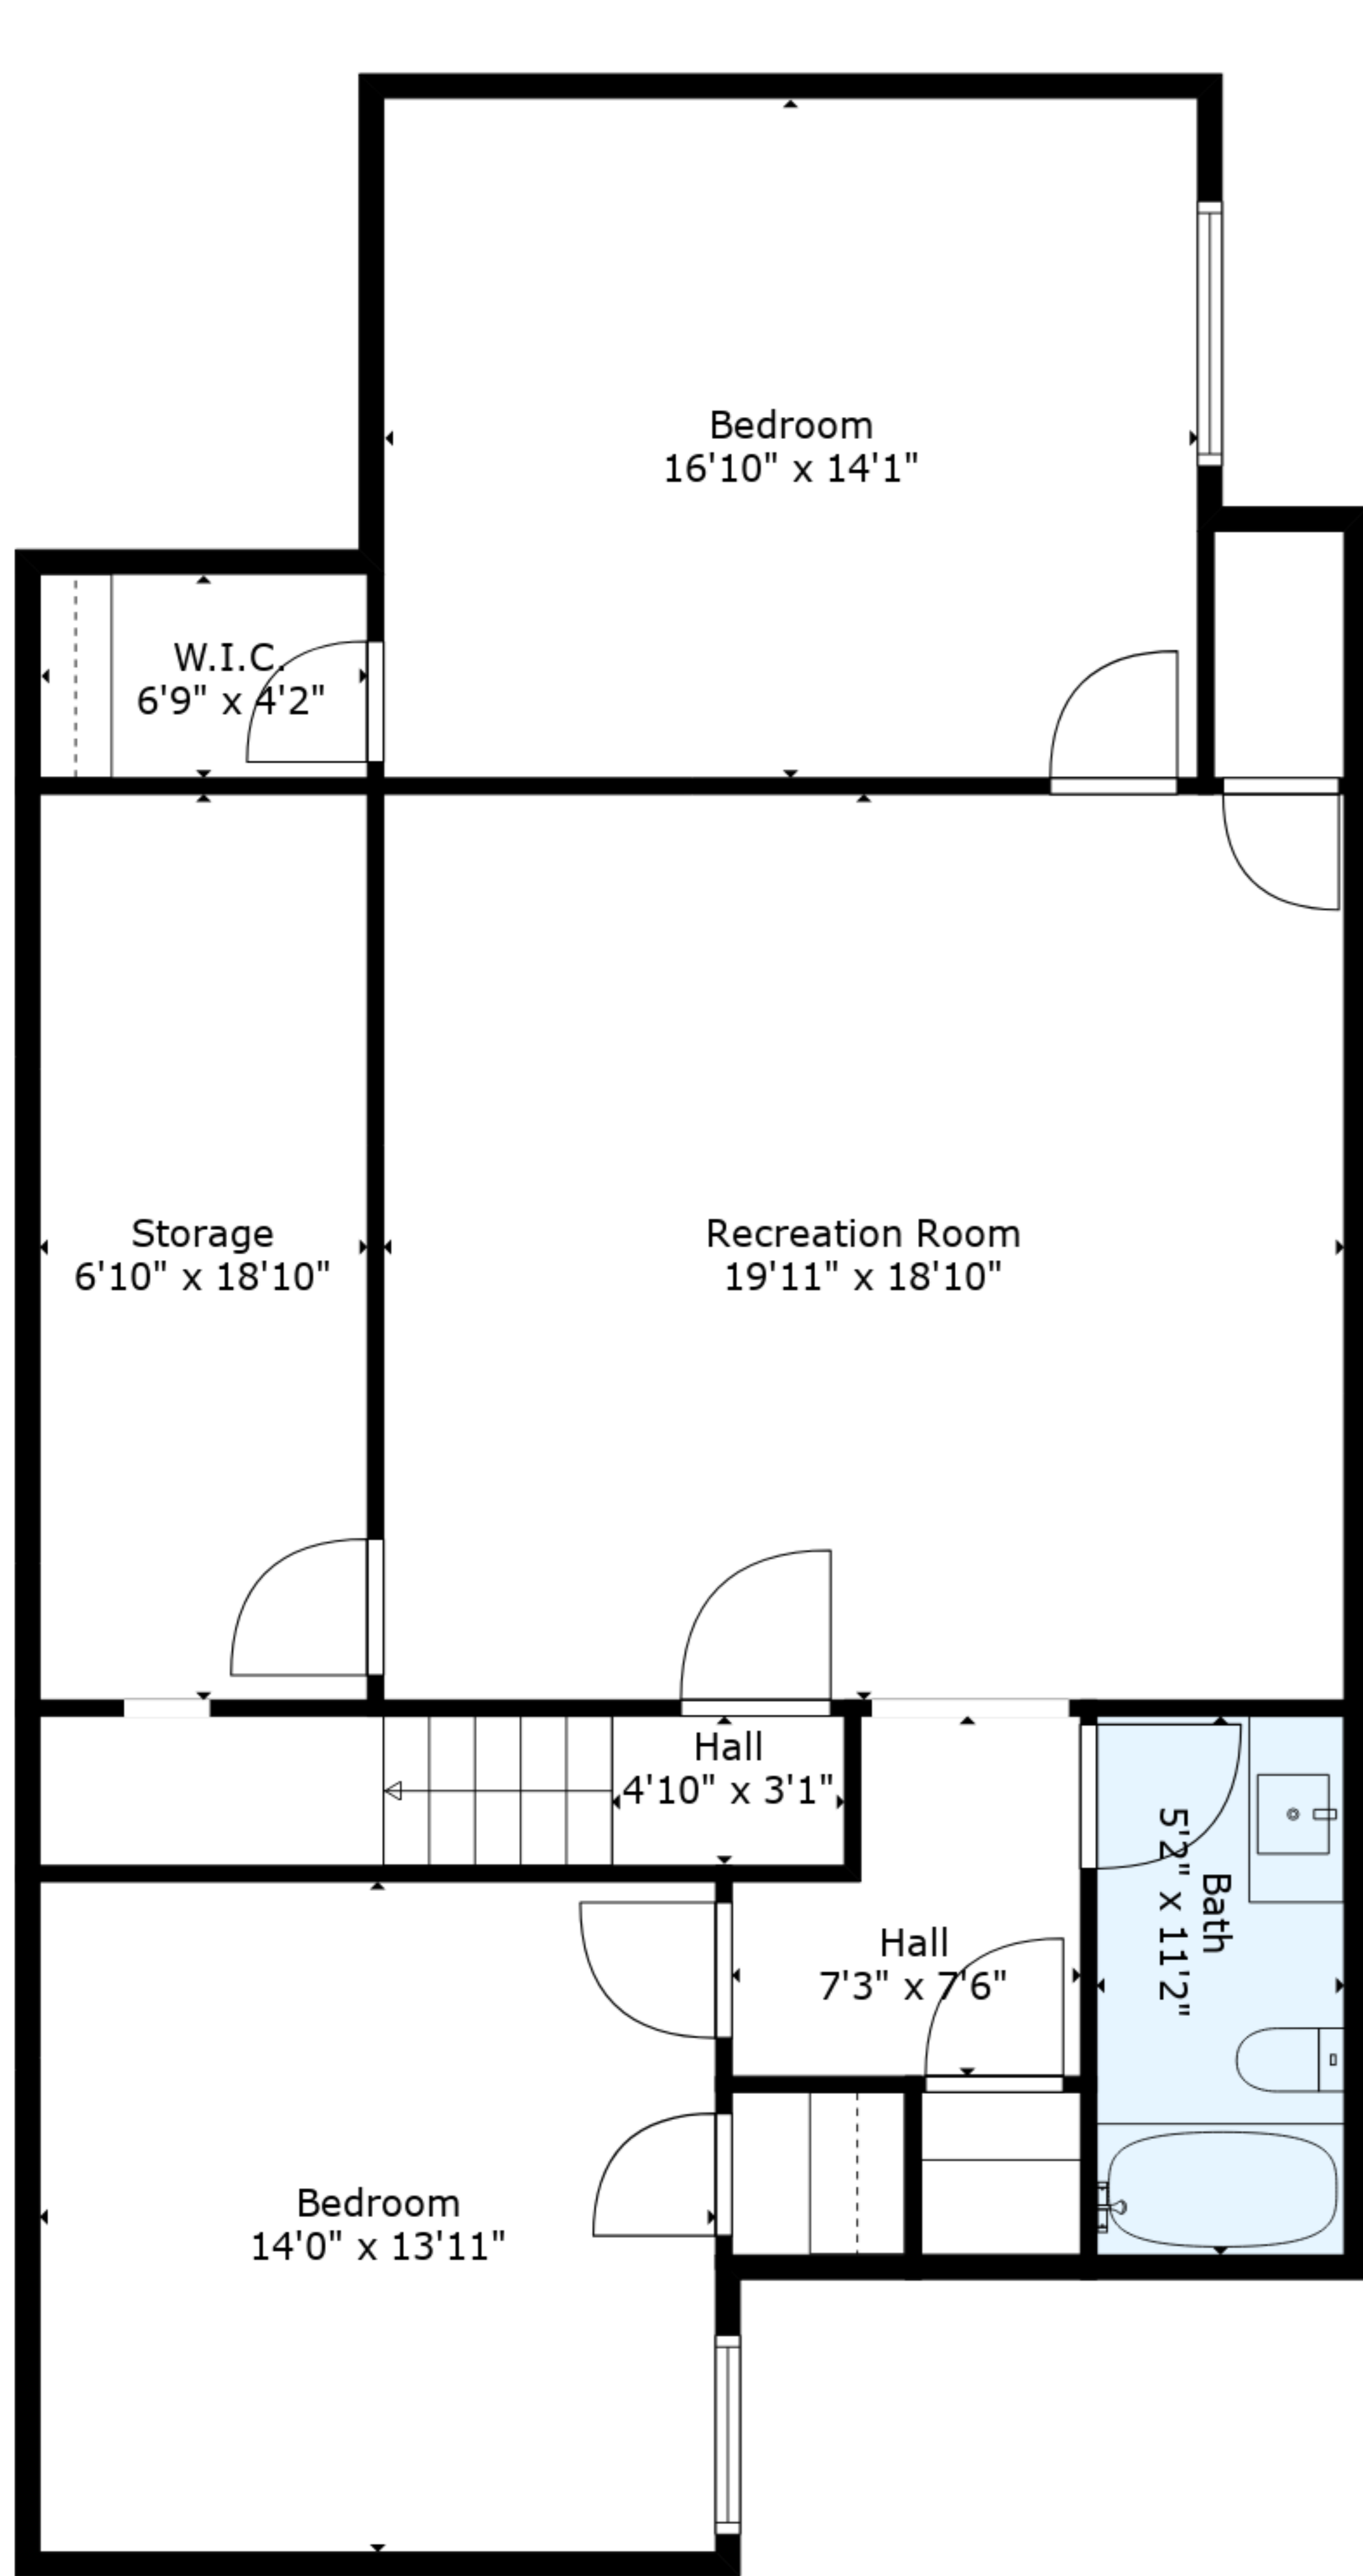 Bedroom
16'10" x 14'1"
W.I.C.
6'9" x 4'2"
Storage
6'10" x 18'10"
Recreation Room
19'11" x 18'10"
Hall
4'10" x 3'1"
Hall
7'3" x 7'6"
Bath
5'2" x 11'2"
Bedroom
14'0" x 13'11"